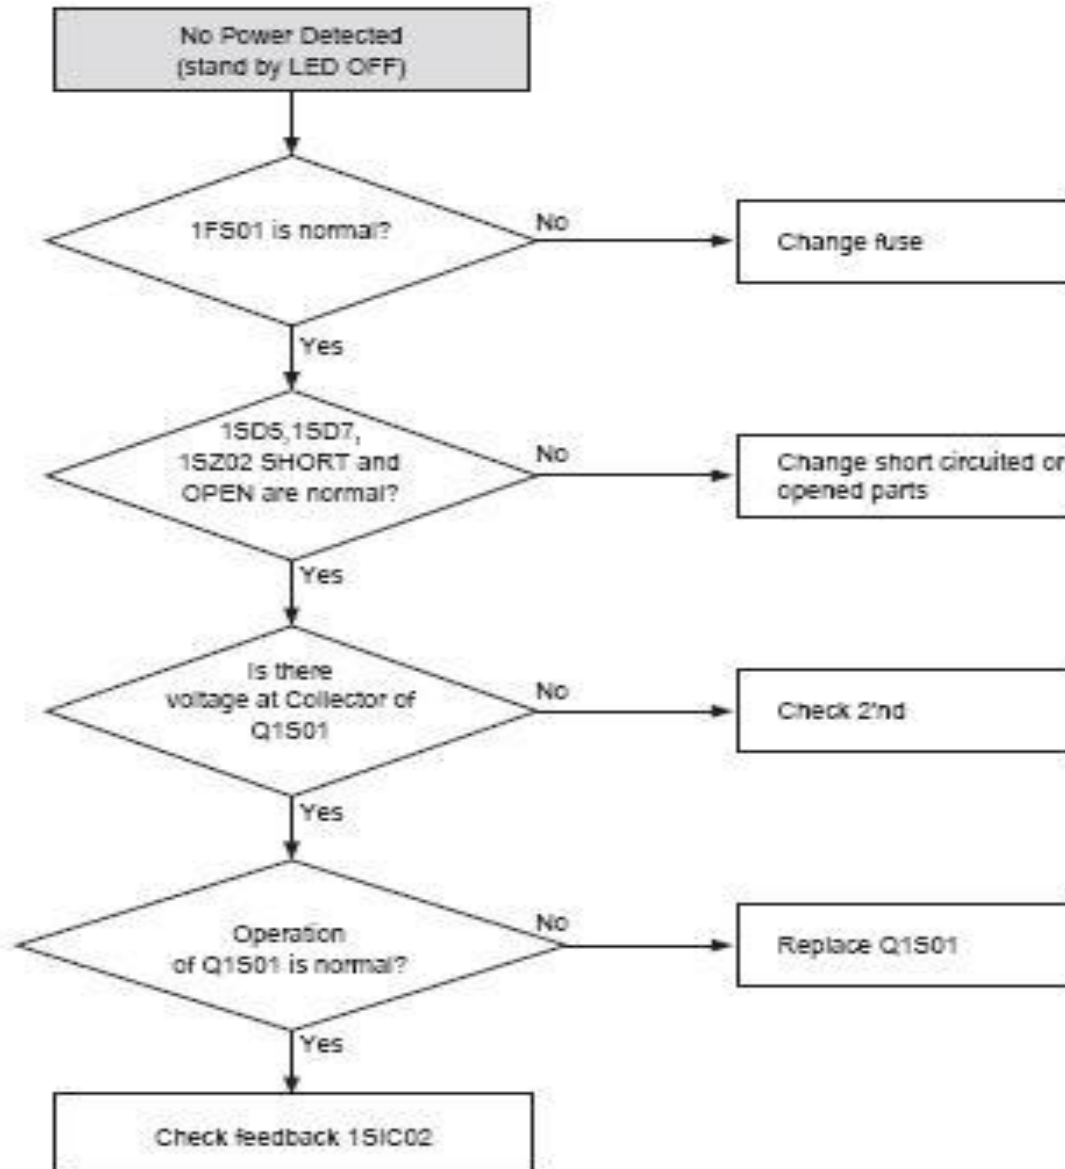 No Power Detected
(stand by LED OFF)
1FS01 is normal?
No
Change fuse
Yes
1SD5,1SD7,
1SZ02 SHORT and
OPEN are normal?
No
Change short circuited or
opened parts
Yes
Is there
voltage at Collector of
Q1S01
No
Check 2'nd
Yes
Operation
of Q1S01 is normal?
No
Replace Q1S01
Yes
Check feedback 1SIC02